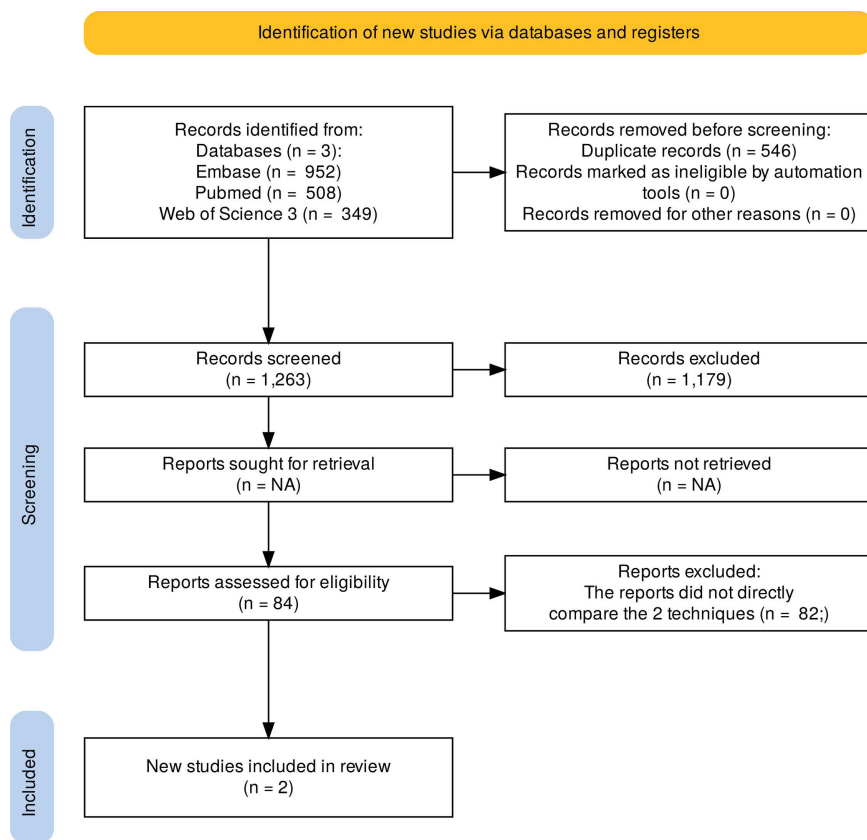 Identification of new studies via databases and registers
Identification
Records identified from:
Databases (n = 3):
Embase (n = 952)
Pubmed (n = 508)
Web of Science 3 (n = 349)
Records removed before screening:
Duplicate records (n = 546)
Records marked as ineligible by automation
tools (n = 0)
Records removed for other reasons (n = 0)
Screening
Records screened
(n = 1,263)
Records excluded
(n = 1,179)
Reports sought for retrieval
(n = NA)
Reports not retrieved
(n = NA)
Reports assessed for eligibility
(n = 84)
Reports excluded:
The reports did not directly
compare the 2 techniques (n = 82;)
Included
New studies included in review
(n = 2)